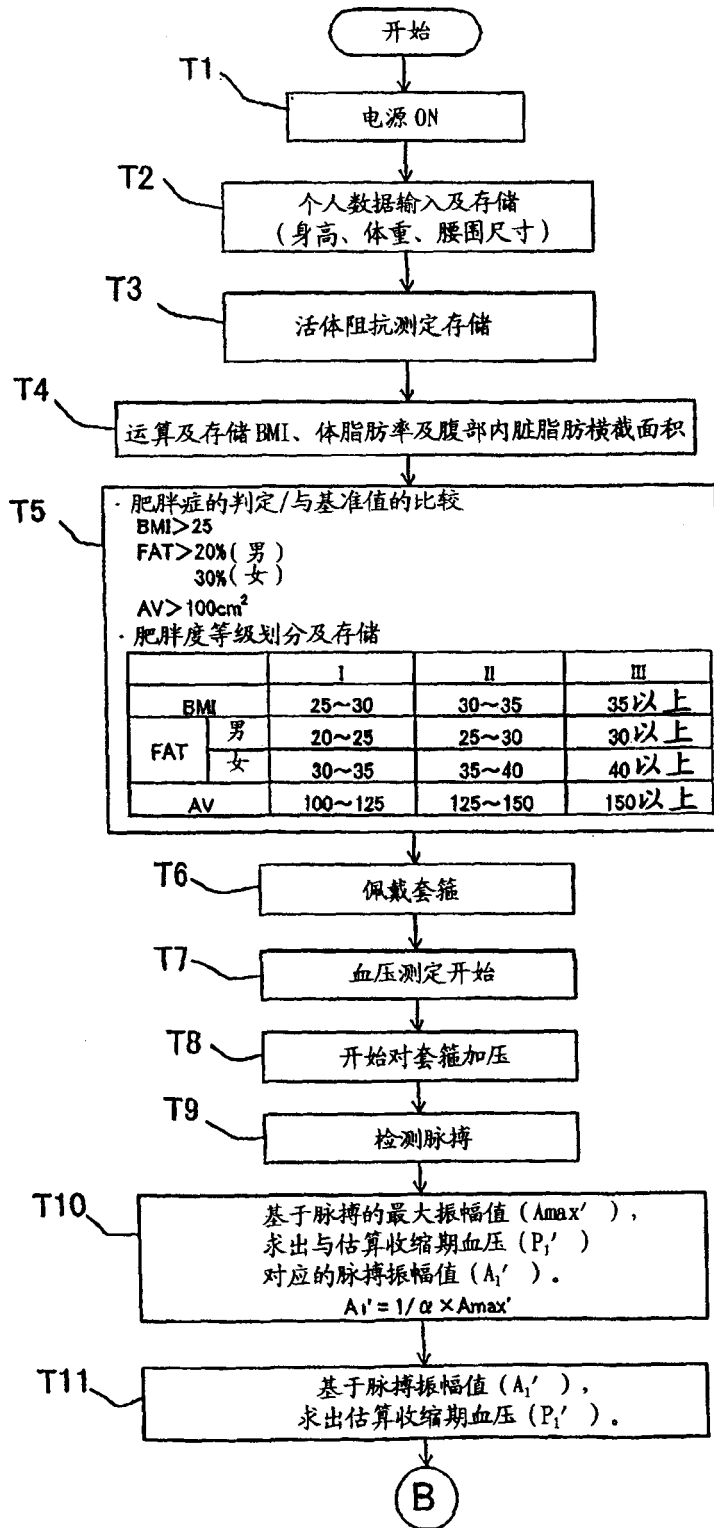 开始
T1
电源 ON
T2
个人数据输入及存储
(身高、体重、腰围尺寸)
T3
活体阻抗测定存储
T4
运算及存储BMI、体脂肪率及腹部内脏脂肪横截面积
T5
·肥胖症的判定/与基准值的比较
BMI>25
FAT>20%(男)
30%(女)
AV>100cm²
·肥胖度等级划分及存储
I II III
BMI 25~30 30~35 35以上
FAT 男 20~25 25~30 30以上
女 30~35 35~40 40以上
AV 100~125 125~150 150以上
T6
佩戴套箍
T7
血压测定开始
T8
开始对套箍加压
T9
检测脉搏
T10
基于脉搏的最大振幅值(Amax′),
求出与估算收缩期血压(P₁′)
对应的脉搏振幅值(A₁′)。
A₁′=1/α×Amax′
T11
基于脉搏振幅值(A₁′),
求出估算收缩期血压(P₁′)。
B